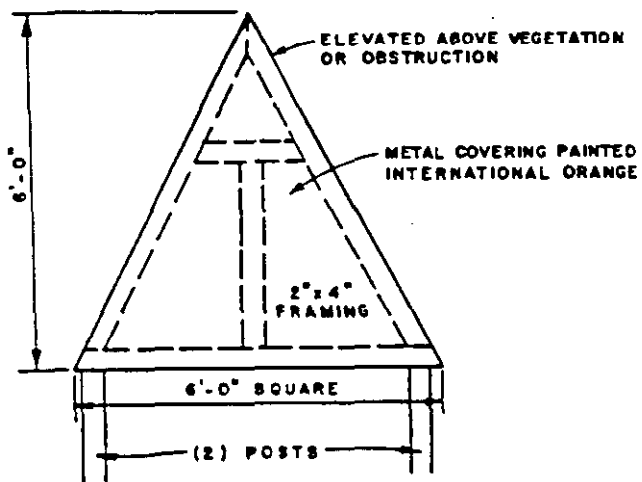 ELEVATED ABOVE VEGETATION
OR OBSTRUCTION
6'-0"
METAL COVERING PAINTED
INTERNATIONAL ORANGE
2"x 4"
FRAMING
6'-0" SQUARE
(2) POSTS